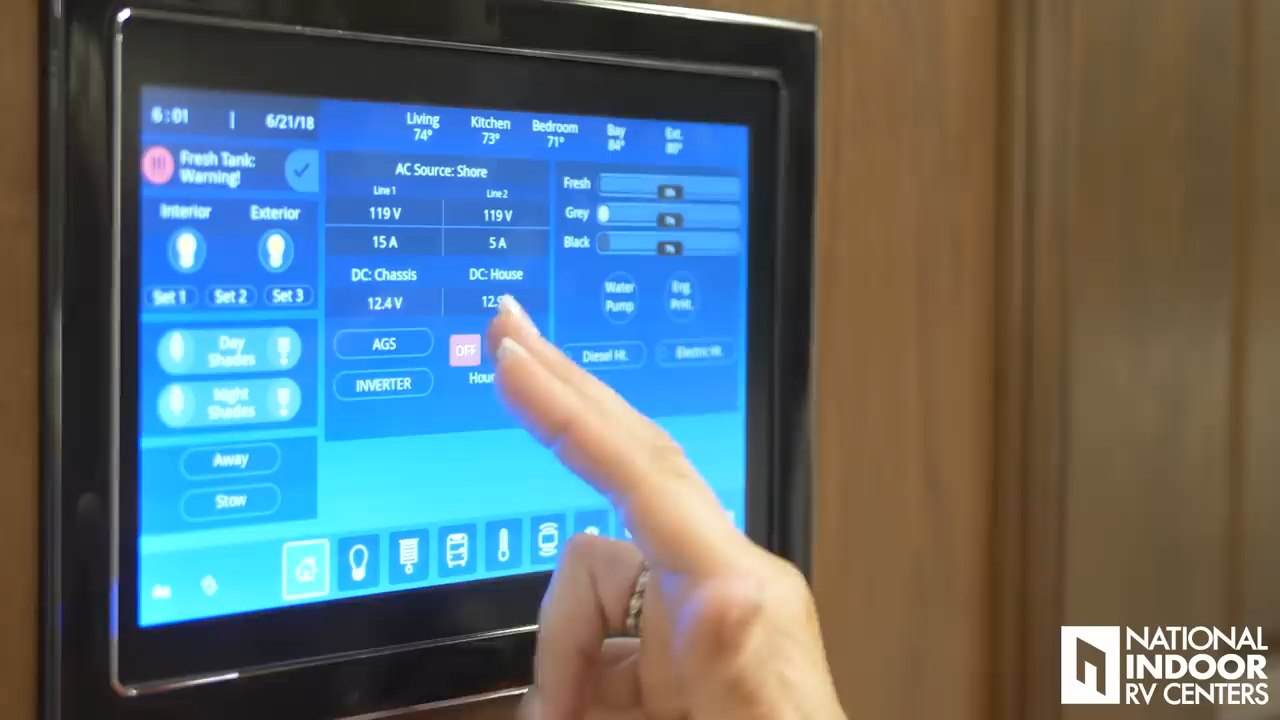 6:01 | 6/21/18
Living Kitchen Bedroom Bay Ext.
74° 73° 71° 84° 80°
Fresh Tank:
Warning!
Interior Exterior
Set 1 Set 2 Set 3
Day
Shades
Night
Shades
Away
Stow
AC Source: Shore
Line 1 Line 2
119 V 119 V
15 A 5 A
DC: Chassis DC: House
12.4 V
AGS
OFF
INVERTER
Fresh
Grey
Black
Water
Pump
Eng.
PrHt.
Diesel Ht.
Electric Ht.
NATIONAL
INDOOR
RV CENTERS